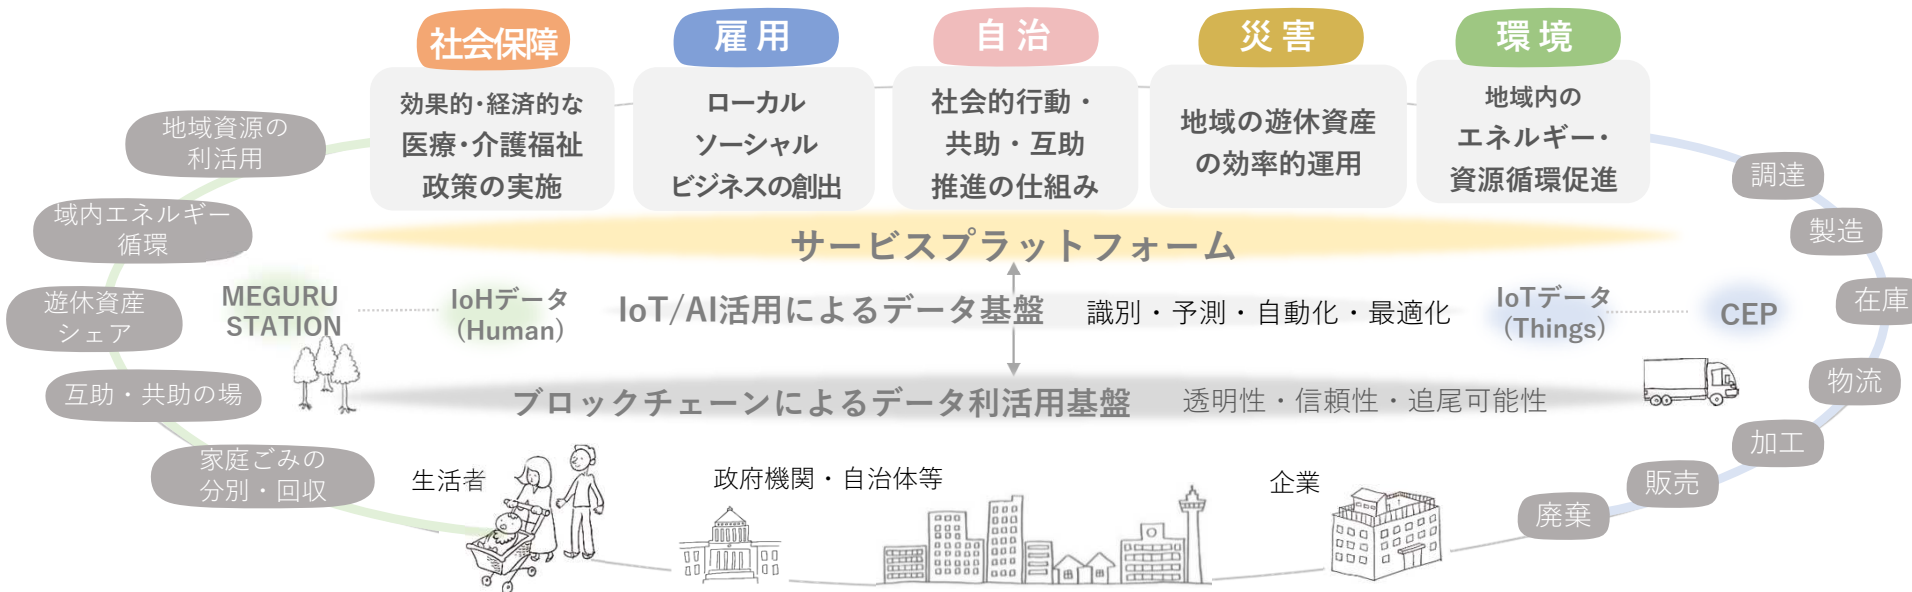 社会保障
雇用
自治
災害
環境
効果的・経済的な
医療・介護福祉
政策の実施
ローカル
ソーシャル
ビジネスの創出
社会的行動・
共助・互助
推進の仕組み
地域の遊休資産
の効率的運用
地域内の
エネルギー・
資源循環促進
地域資源の
利活用
域内エネルギー
循環
遊休資産
シェア
互助・共助の場
家庭ごみの
分別・回収
サービスプラットフォーム
MEGURU
STATION
IoHデータ
(Human)
IoT/AI活用によるデータ基盤
識別・予測・自動化・最適化
IoTデータ
(Things)
CEP
ブロックチェーンによるデータ利活用基盤
透明性・信頼性・追尾可能性
調達
製造
在庫
物流
加工
販売
廃棄
生活者
政府機関・自治体等
企業